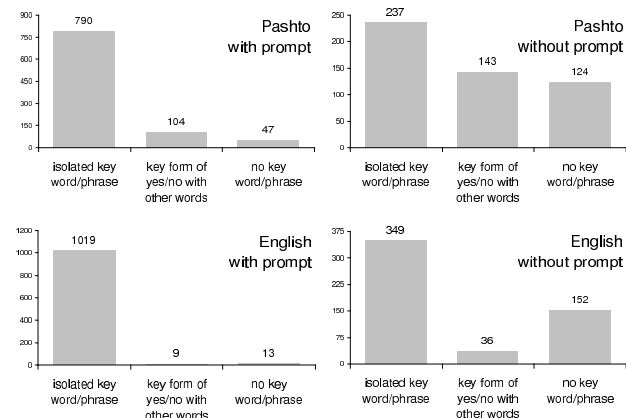 Pashto
with prompt
900
750
600
450
300
150
0
790
104
47
isolated key
word/phrase
key form of
yes/no with
other words
no key
word/phrase
Pashto
without prompt
250
200
150
100
50
0
237
143
124
isolated key
word/phrase
key form of
yes/no with
other words
no key
word/phrase
English
with prompt
1200
1000
800
600
400
200
0
1019
9
13
isolated key
word/phrase
key form of
yes/no with
other words
no key
word/phrase
English
without prompt
375
300
225
150
75
0
349
36
152
isolated key
word/phrase
key form of
yes/no with
other words
no key
word/phrase